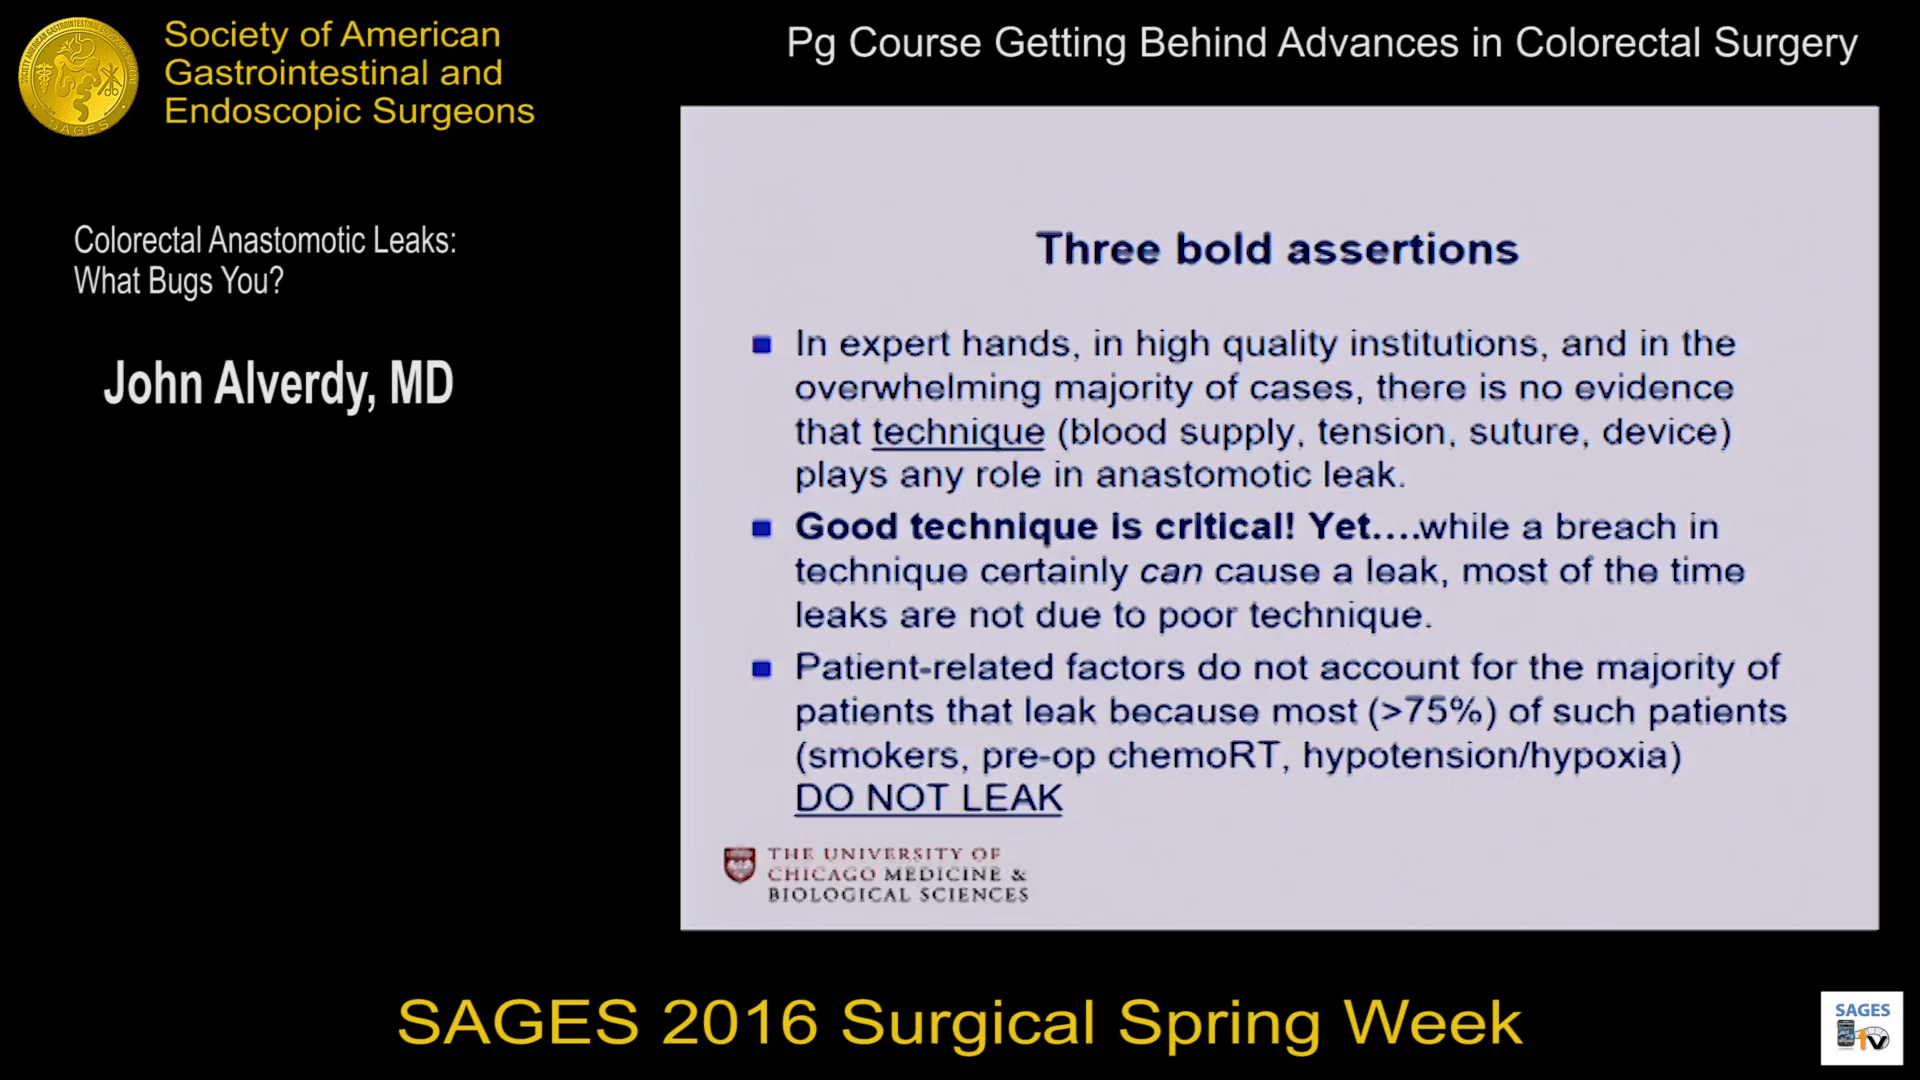 Society of American
Gastrointestinal and
Endoscopic Surgeons
Pg Course Getting Behind Advances in Colorectal Surgery
Colorectal Anastomotic Leaks:
What Bugs You?
John Alverdy, MD
Three bold assertions
In expert hands, in high quality institutions, and in the
overwhelming majority of cases, there is no evidence
that technique (blood supply, tension, suture, device)
plays any role in anastomotic leak.
Good technique is critical! Yet....while a breach in
technique certainly can cause a leak, most of the time
leaks are not due to poor technique.
Patient-related factors do not account for the majority of
patients that leak because most (>75%) of such patients
(smokers, pre-op chemoRT, hypotension/hypoxia)
DO NOT LEAK
THE UNIVERSITY OF
CHICAGO MEDICINE &
BIOLOGICAL SCIENCES
SAGES 2016 Surgical Spring Week
SAGES
tv
SAGES